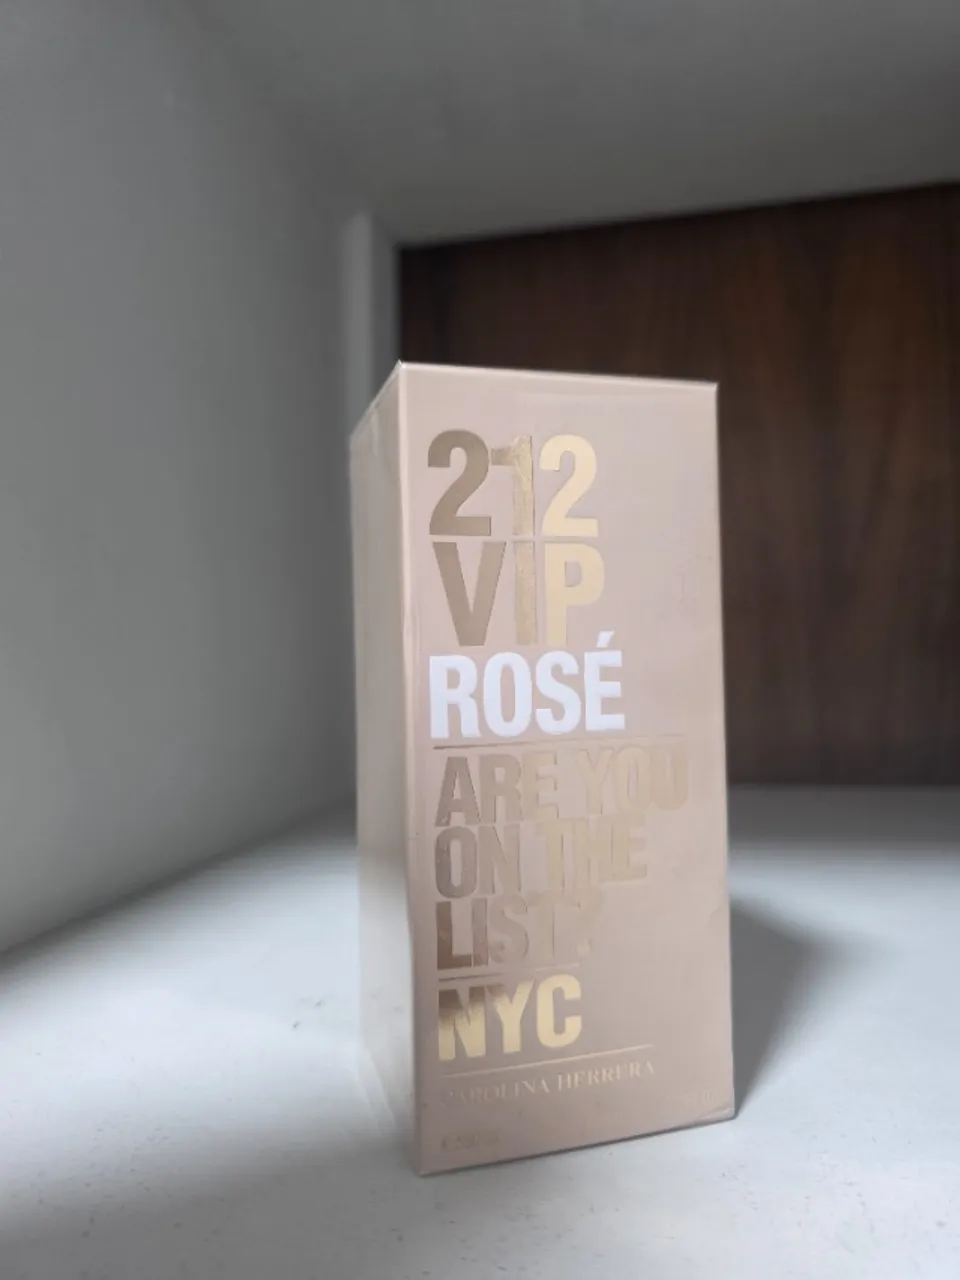 212
VIP
ROSÉ
ARE YOU
ON THE
LIST?
NYC
CAROLINA HERRERA